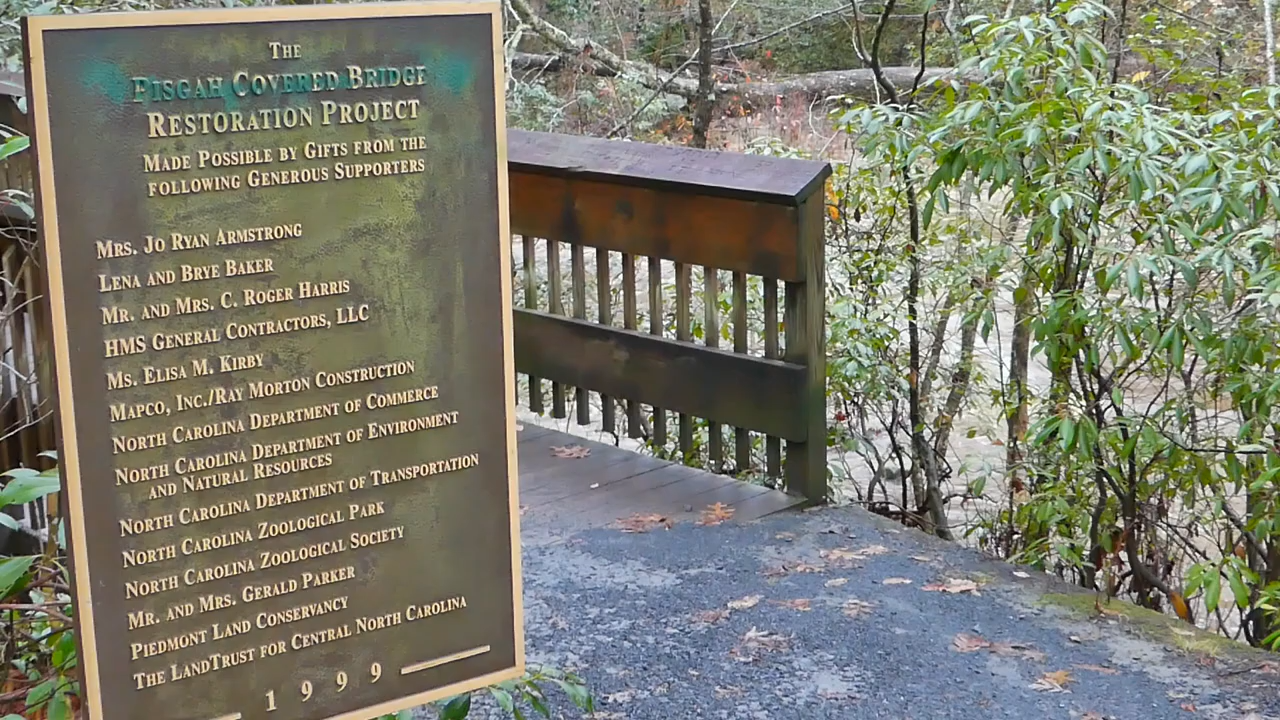 THE
PISGAH COVERED BRIDGE
RESTORATION PROJECT
MADE POSSIBLE BY GIFTS FROM THE
FOLLOWING GENEROUS SUPPORTERS
MRS. JO RYAN ARMSTRONG
LENA AND BRYE BAKER
MR. AND MRS. C. ROGER HARRIS
HMS GENERAL CONTRACTORS, LLC
MS. ELISA M. KIRBY
MAPCO, INC./RAY MORTON CONSTRUCTION
NORTH CAROLINA DEPARTMENT OF COMMERCE
NORTH CAROLINA DEPARTMENT OF ENVIRONMENT
AND NATURAL RESOURCES
NORTH CAROLINA DEPARTMENT OF TRANSPORTATION
NORTH CAROLINA ZOOLOGICAL PARK
NORTH CAROLINA ZOOLOGICAL SOCIETY
MR. AND MRS. GERALD PARKER
PIEDMONT LAND CONSERVANCY
THE LANDTRUST FOR CENTRAL NORTH CAROLINA
1999